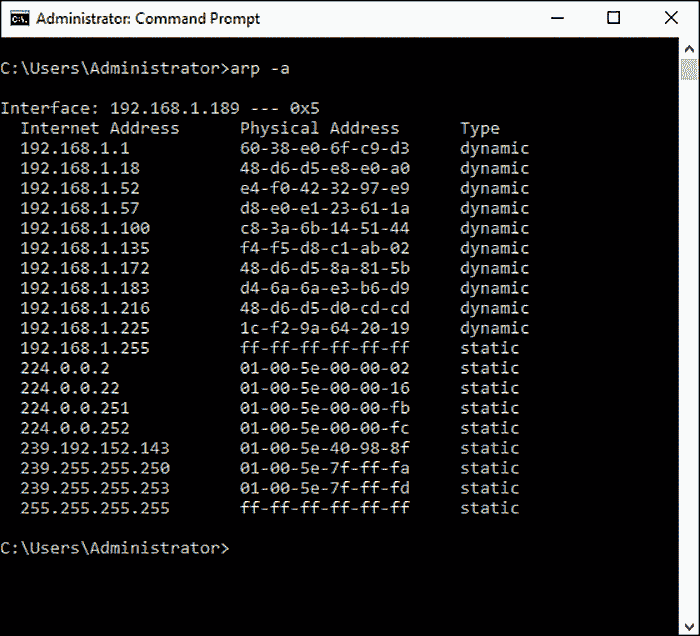 Administrator: Command Prompt
C:\Users\Administrator>arp -a
Interface: 192.168.1.189 --- 0x5
Internet Address Physical Address Type
192.168.1.1 60-38-e0-6f-c9-d3 dynamic
192.168.1.18 48-d6-d5-e8-e0-a0 dynamic
192.168.1.52 e4-f0-42-32-97-e9 dynamic
192.168.1.57 d8-e0-e1-23-61-1a dynamic
192.168.1.100 c8-3a-6b-14-51-44 dynamic
192.168.1.135 f4-f5-d8-c1-ab-02 dynamic
192.168.1.172 48-d6-d5-8a-81-5b dynamic
192.168.1.183 d4-6a-6a-e3-b6-d9 dynamic
192.168.1.216 48-d6-d5-d0-cd-cd dynamic
192.168.1.225 1c-f2-9a-64-20-19 dynamic
192.168.1.255 ff-ff-ff-ff-ff-ff static
224.0.0.2 01-00-5e-00-00-02 static
224.0.0.22 01-00-5e-00-00-16 static
224.0.0.251 01-00-5e-00-00-fb static
224.0.0.252 01-00-5e-00-00-fc static
239.192.152.143 01-00-5e-40-98-8f static
239.255.255.250 01-00-5e-7f-ff-fa static
239.255.255.253 01-00-5e-7f-ff-fd static
255.255.255.255 ff-ff-ff-ff-ff-ff static
C:\Users\Administrator>